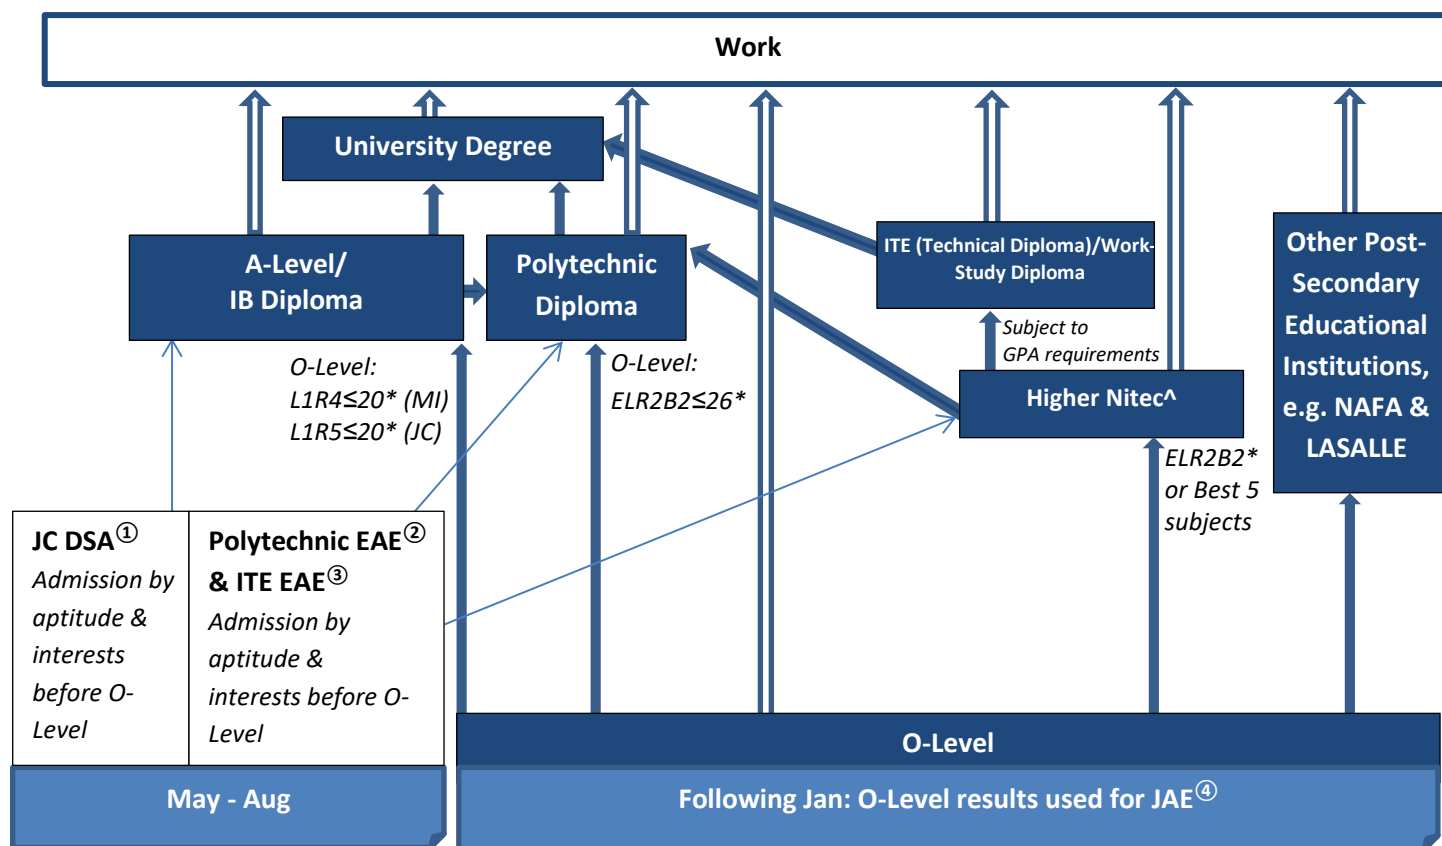 Work
University Degree
A-Level/
IB Diploma
Polytechnic
Diploma
ITE (Technical Diploma)/Work-
Study Diploma
Other Post-
Secondary
Educational
Institutions,
e.g. NAFA &
LASALLE
Subject to
GPA requirements
O-Level:
L1R4≤20* (MI)
L1R5≤20* (JC)
O-Level:
ELR2B2≤26*
Higher Nitec^
ELR2B2*
or Best 5
subjects
JC DSA①
Admission by
aptitude &
interests
before O-
Level
Polytechnic EAE②
& ITE EAE③
Admission by
aptitude &
interests before O-
Level
O-Level
May - Aug
Following Jan: O-Level results used for JAE④